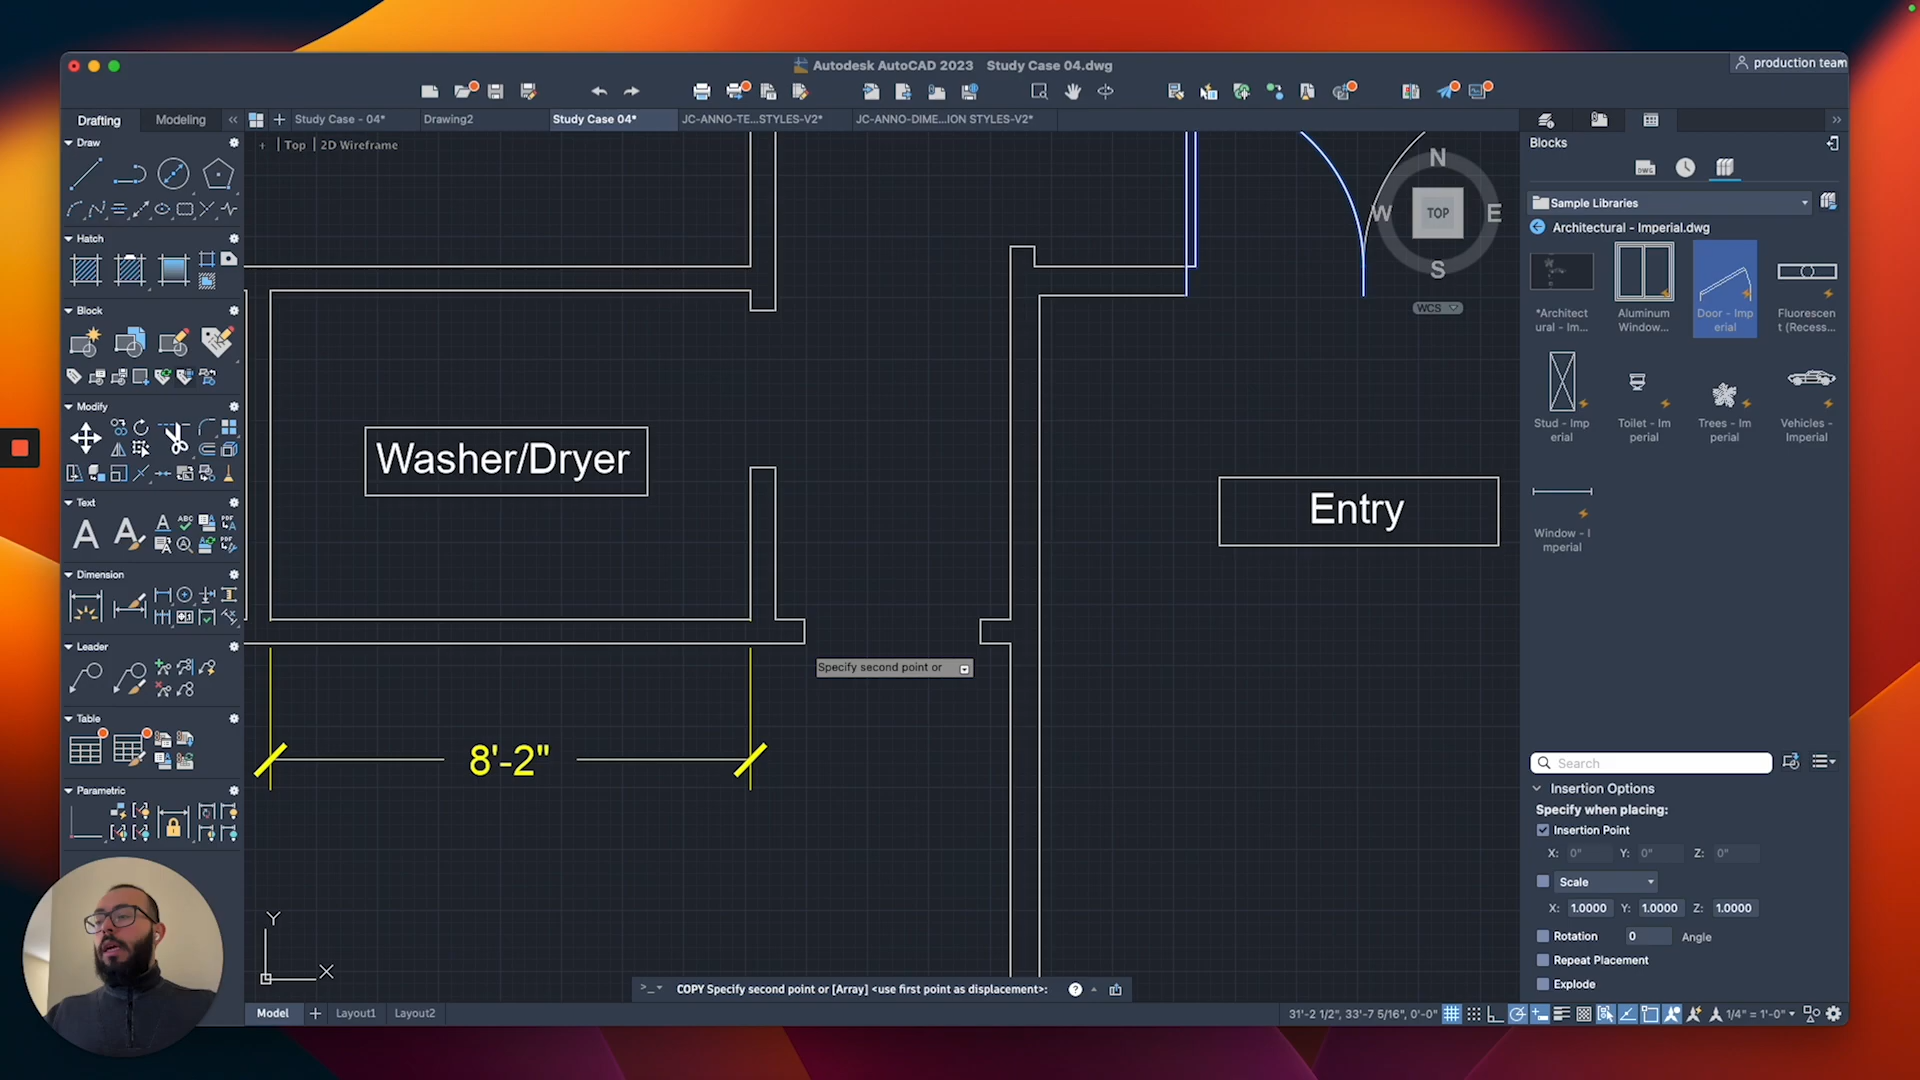 Autodesk AutoCAD 2023 Study Case 04.dwg
production team
Drafting Modeling
Study Case - 04* Drawing2 Study Case 04* JC-ANNO-TE...STYLES-V2* JC-ANNO-DIME...ION STYLES-V2*
+ | Top | 2D Wireframe
Draw
Hatch
Block
Modify
Text
Dimension
Leader
Table
Parametric
Washer/Dryer
Entry
Specify second point or
8'-2"
Y
X
N
W TOP E
S
WCS
Blocks
DWG
Sample Libraries
Architectural - Imperial.dwg
*Architect
ural - Im...
Aluminum
Window...
Door - Imp
erial
Fluorescen
t (Recess...
Stud - Imp
erial
Toilet - Im
perial
Trees - Im
perial
Vehicles -
Imperial
Window - I
mperial
Search
Insertion Options
Specify when placing:
Insertion Point
X: 0" Y: 0" Z: 0"
Scale
X: 1.0000 Y: 1.0000 Z: 1.0000
Rotation 0 Angle
Repeat Placement
Explode
>_ COPY Specify second point or [Array] <use first point as displacement>:
Model + Layout1 Layout2
31'-2 1/2", 33'-7 5/16", 0'-0"
1/4" = 1'-0"